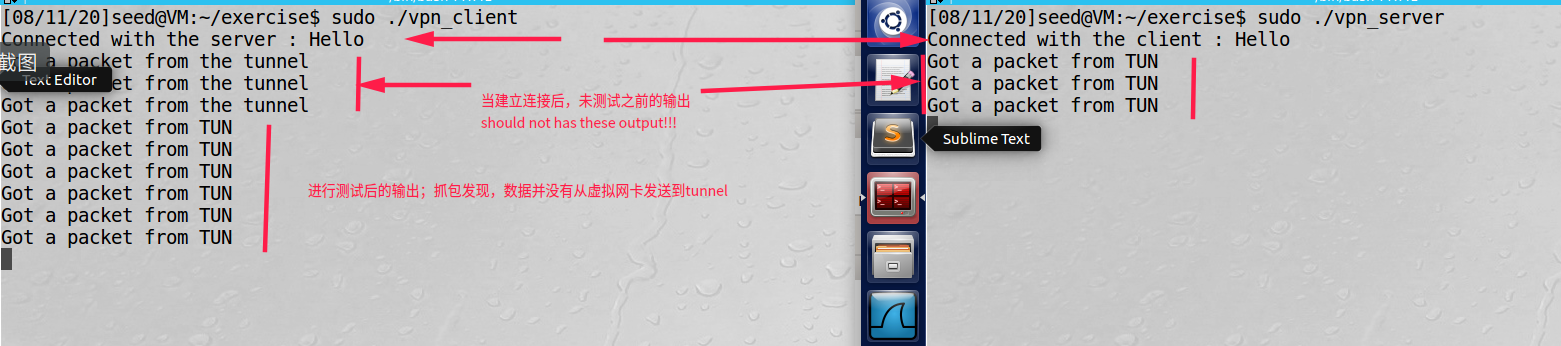 [08/11/20]seed@VM:~/exercise$ sudo ./vpn_client
Connected with the server : Hello
截图
a packet from the tunnel
Text Editor
packet from the tunnel
Got a packet from the tunnel
Got a packet from TUN
Got a packet from TUN
Got a packet from TUN
Got a packet from TUN
Got a packet from TUN
Got a packet from TUN
当建立连接后，未测试之前的输出
should not has these output!!!
进行测试后的输出；抓包发现，数据并没有从虚拟网卡发送到tunnel
[08/11/20]seed@VM:~/exercise$ sudo ./vpn_server
Connected with the client : Hello
Got a packet from TUN
Got a packet from TUN
Got a packet from TUN
Sublime Text